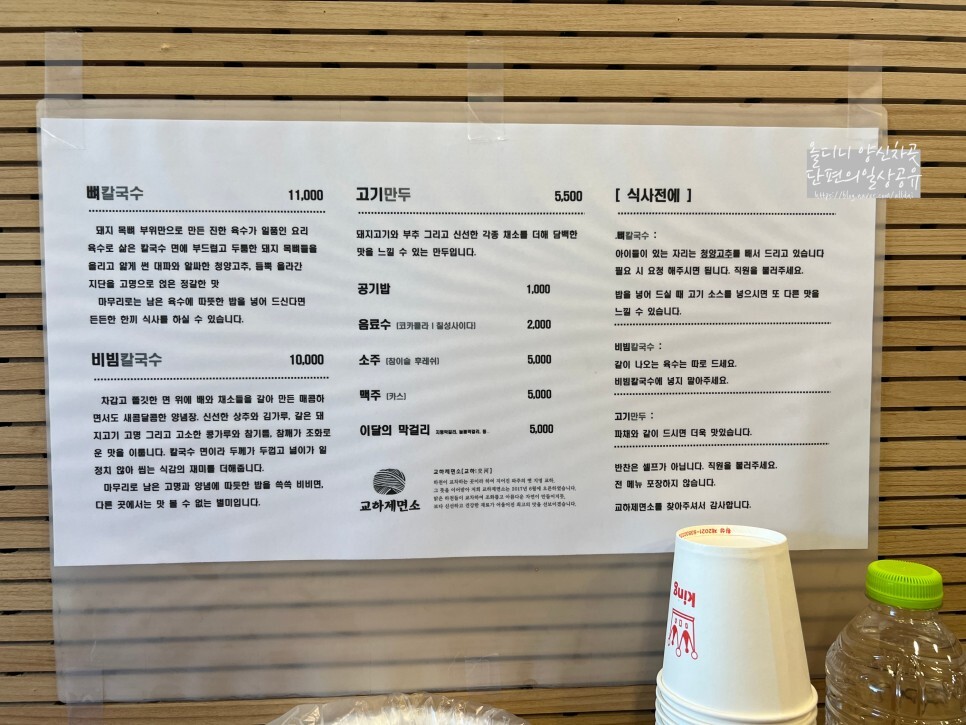 뼈칼국수 11,000
돼지 목뼈 부위만으로 만든 진한 육수가 일품인 요리
육수로 삶은 칼국수 면에 부드럽고 두툼한 돼지 목뼈들을
올리고 얇게 썬 대파와 알싸한 청양고추, 듬뿍 올라간
지단을 고명으로 얹은 정갈한 맛
마무리로는 남은 육수에 따뜻한 밥을 넣어 드신다면
든든한 한끼 식사를 하실 수 있습니다.
비빔칼국수 10,000
차갑고 쫄깃한 면 위에 배와 채소들을 갈아 만든 매콤하
면서도 새콤달콤한 양념장. 신선한 상추와 김가루, 갈은 돼
지고기 고명 그리고 고소한 콩가루와 참기름, 참깨가 조화로
운 맛을 이룹니다. 칼국수 면이라 두께가 두껍고 넓이가 일
정치 않아 씹는 식감의 재미를 더해줍니다.
마무리로는 남은 고명과 양념에 따뜻한 밥을 쓱쓱 비비면,
다른 곳에서는 맛 볼 수 없는 별미입니다.
고기만두 5,500
돼지고기와 부추 그리고 신선한 각종 채소를 더해 담백한
맛을 느낄 수 있는 만두입니다.
공기밥 1,000
음료수 [코카콜라 | 칠성사이다] 2,000
소주 [참이슬 후레쉬] 5,000
맥주 [카스] 5,000
이달의 막걸리 5,000
교하제면소
교하제면소[교하|交河]
[ 식사전에 ]
뼈칼국수 :
아이들이 있는 자리는 청양고추를 빼서 드리고 있습니다
필요 시 요청 해주시면 됩니다. 직원을 불러주세요.
밥을 넣어 드실 때 고기 소스를 넣으시면 또 다른 맛을
느낄 수 있습니다.
비빔칼국수 :
같이 나오는 육수는 따로 드세요.
비빔칼국수에 넣지 말아주세요.
고기만두 :
파채와 같이 드시면 더욱 맛있습니다.
반찬은 셀프가 아닙니다. 직원을 불러주세요.
전 메뉴 포장하지 않습니다.
교하제면소를 찾아주셔서 감사합니다.
올디니 양신차곳
단편의일상공유
king